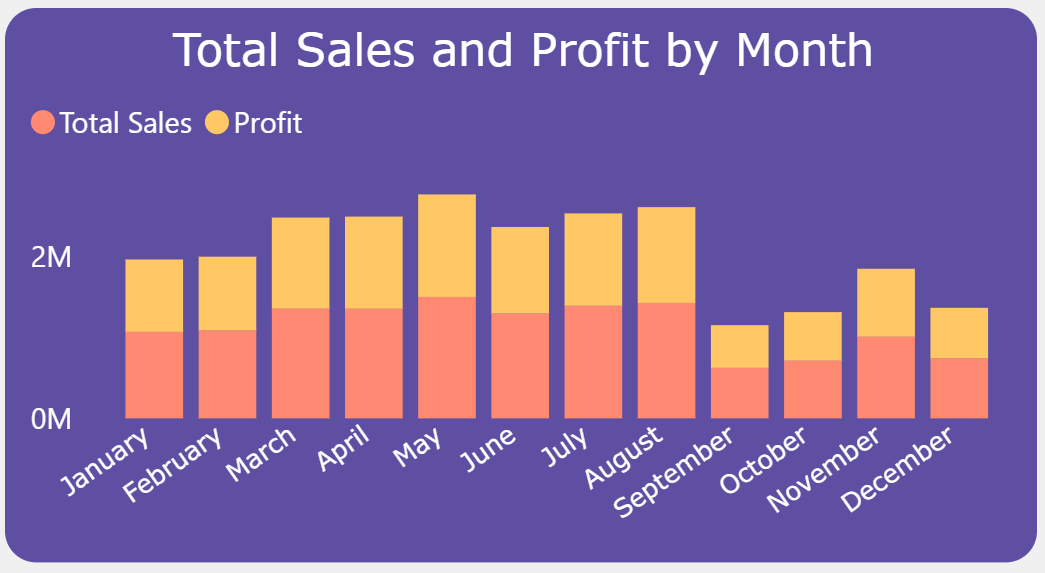 Total Sales and Profit by Month
Total Sales Profit
2M
0M
January
February
March
April
May
June
July
August
September
October
November
December